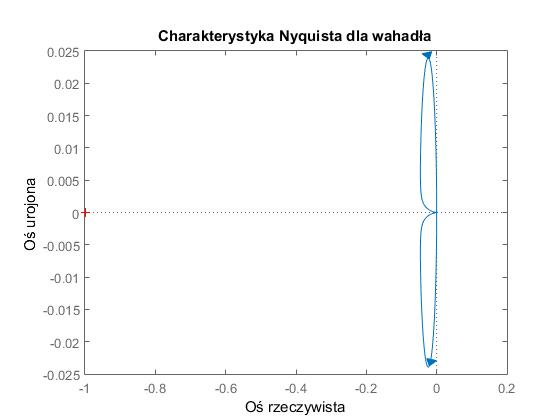 Charakterystyka Nyquista dla wahadła
0.025
0.02
0.015
0.01
0.005
0
-0.005
-0.01
-0.015
-0.02
-0.025
Oś urojona
-1 -0.8 -0.6 -0.4 -0.2 0 0.2
Oś rzeczywista